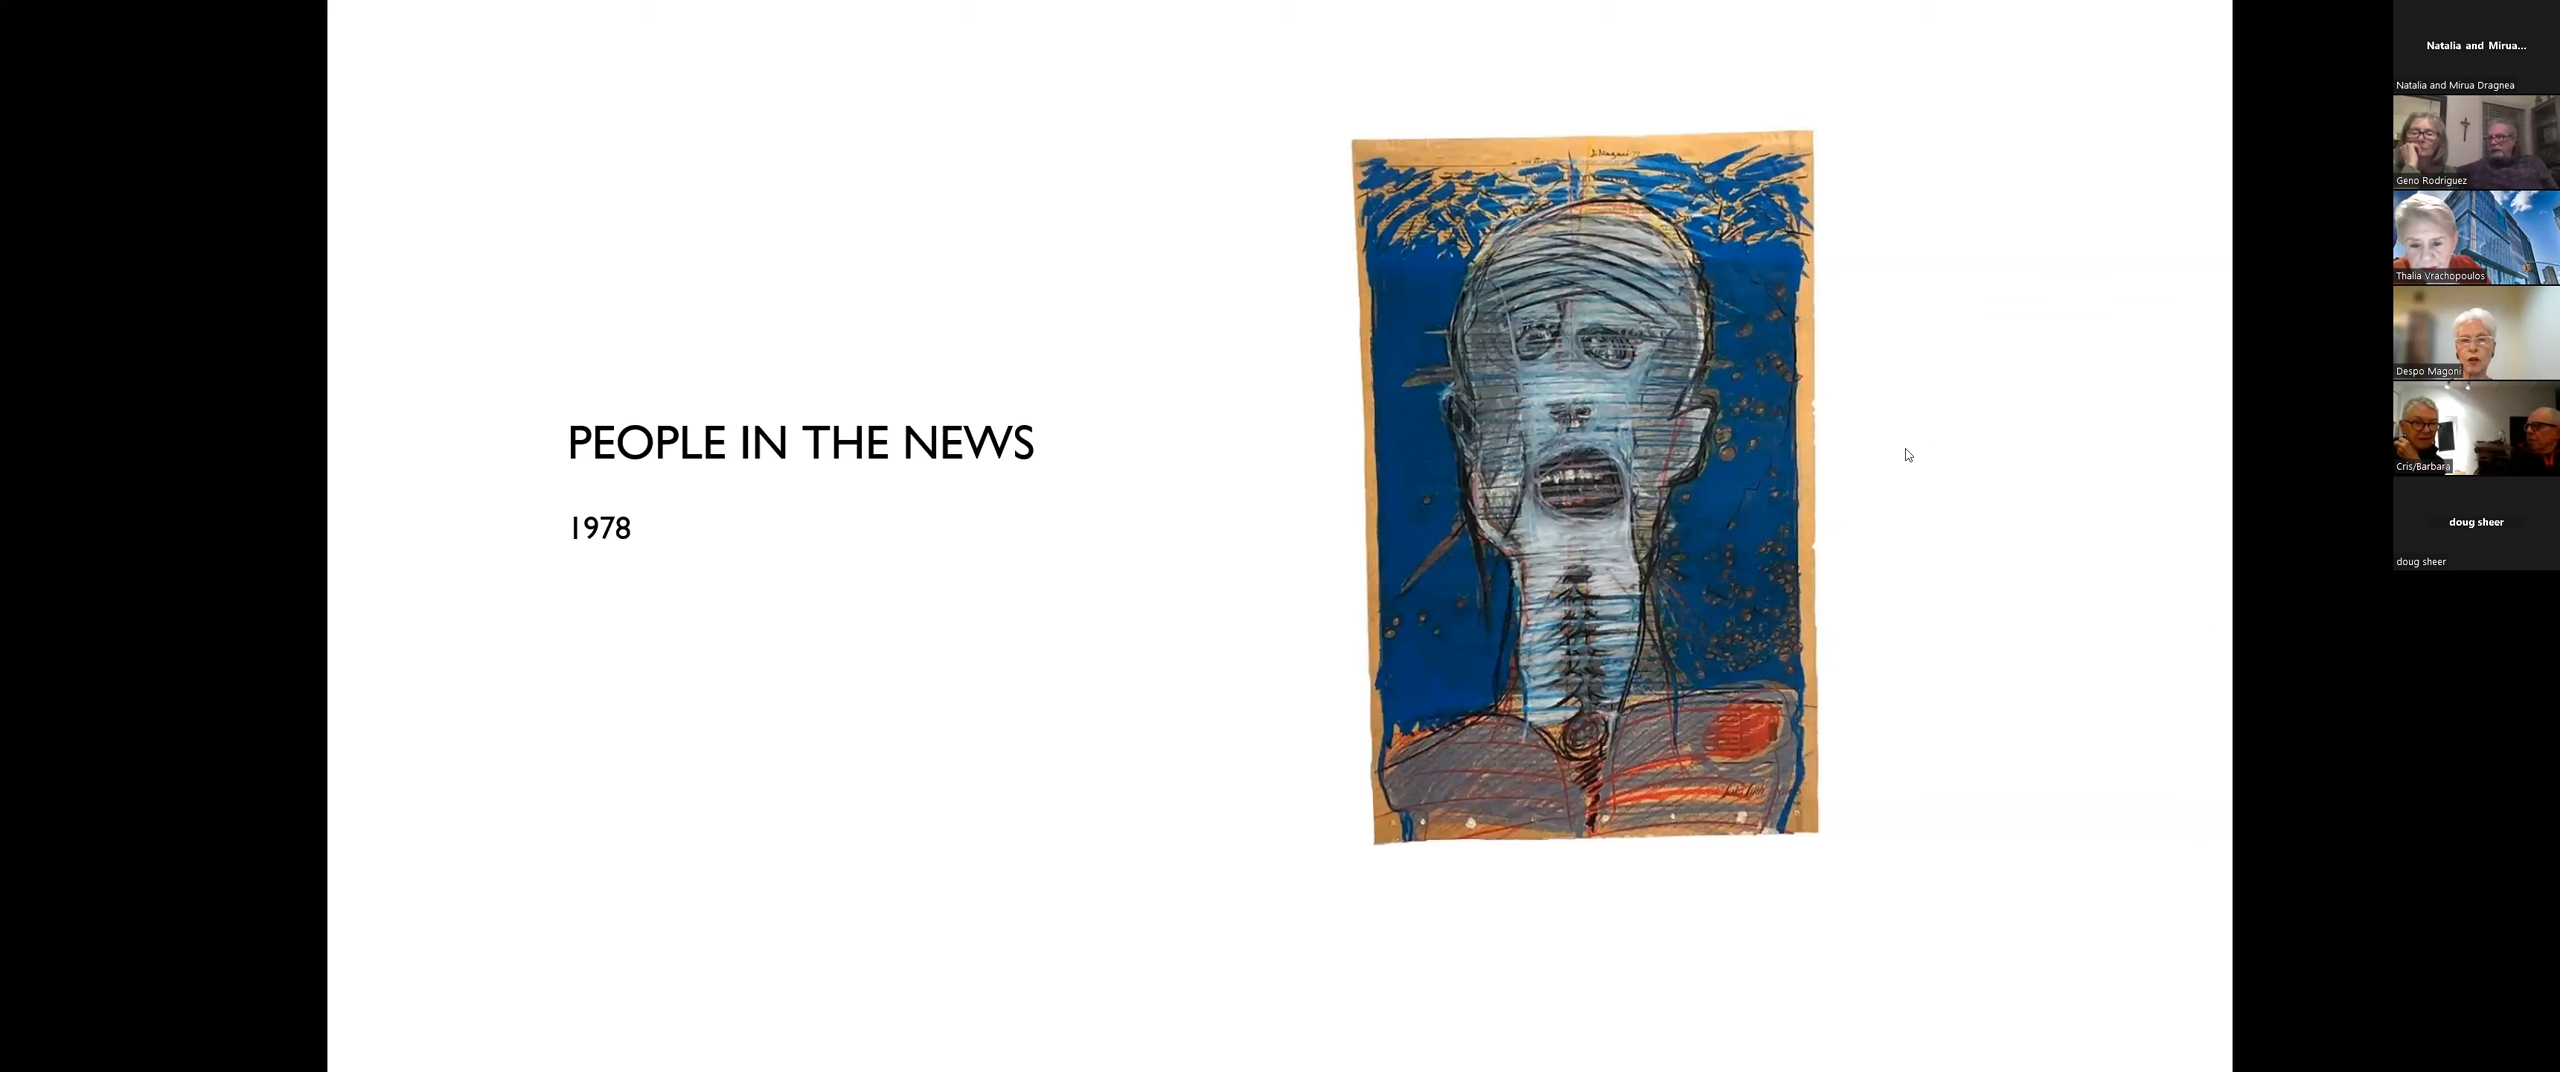 PEOPLE IN THE NEWS
1978
Natalia and Mirua...
Natalia and Mirua Dragnea
Geno Rodriguez
Thalia Vrachopoulos
Despo Magoni
Cris/Barbara
doug sheer
doug sheer